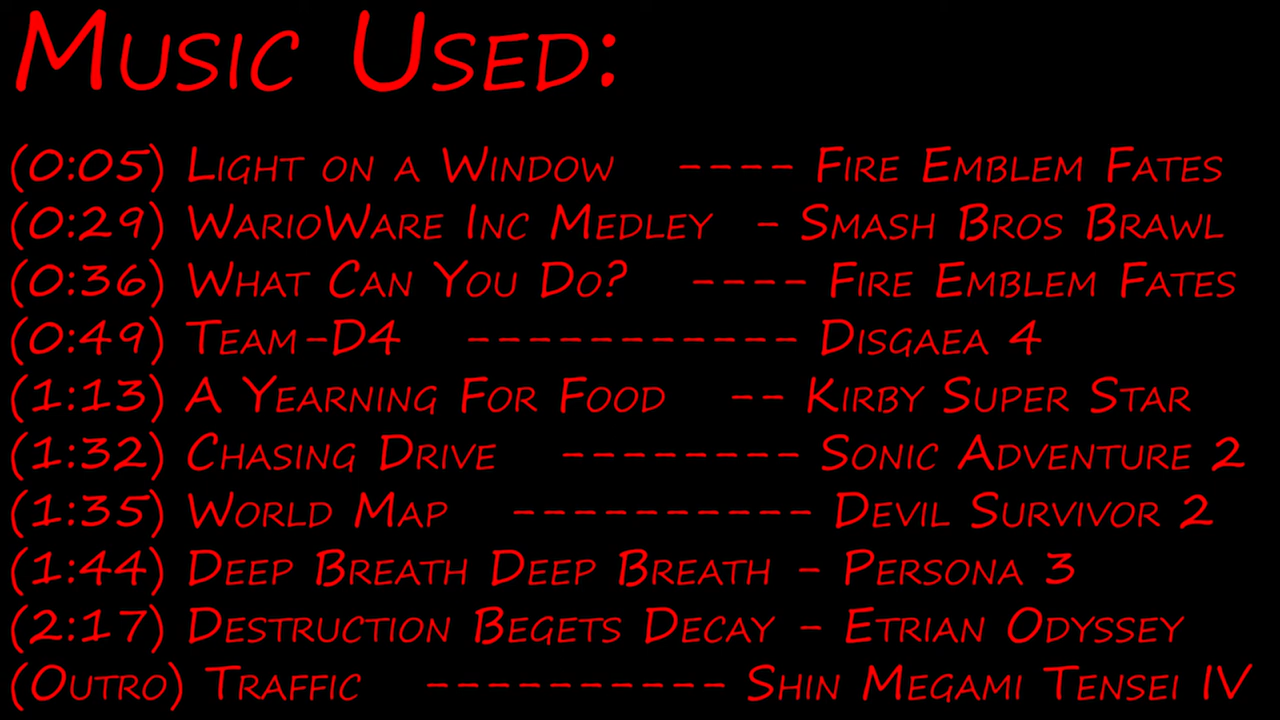 Music Used:
(0:05) Light on a Window ---- Fire Emblem Fates
(0:29) WarioWare Inc Medley - Smash Bros Brawl
(0:36) What Can You Do? ---- Fire Emblem Fates
(0:49) Team-D4 ----------- Disgaea 4
(1:13) A Yearning For Food -- Kirby Super Star
(1:32) Chasing Drive -------- Sonic Adventure 2
(1:35) World Map ---------- Devil Survivor 2
(1:44) Deep Breath Deep Breath - Persona 3
(2:17) Destruction Begets Decay - Etrian Odyssey
(Outro) Traffic ---------- Shin Megami Tensei IV